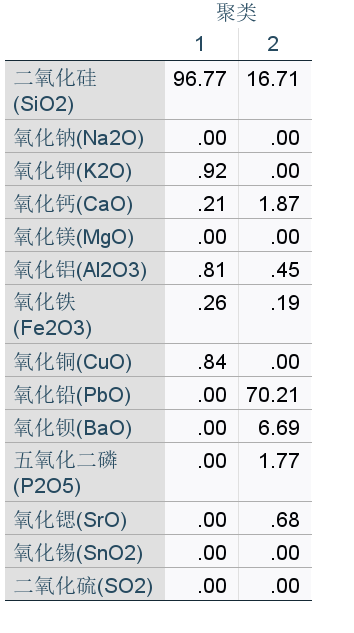 聚类
1 2
二氧化硅 96.77 16.71
(SiO2)
氧化钠(Na2O) .00 .00
氧化钾(K2O) .92 .00
氧化钙(CaO) .21 1.87
氧化镁(MgO) .00 .00
氧化铝(Al2O3) .81 .45
氧化铁 .26 .19
(Fe2O3)
氧化铜(CuO) .84 .00
氧化铅(PbO) .00 70.21
氧化钡(BaO) .00 6.69
五氧化二磷 .00 1.77
(P2O5)
氧化锶(SrO) .00 .68
氧化锡(SnO2) .00 .00
二氧化硫(SO2) .00 .00